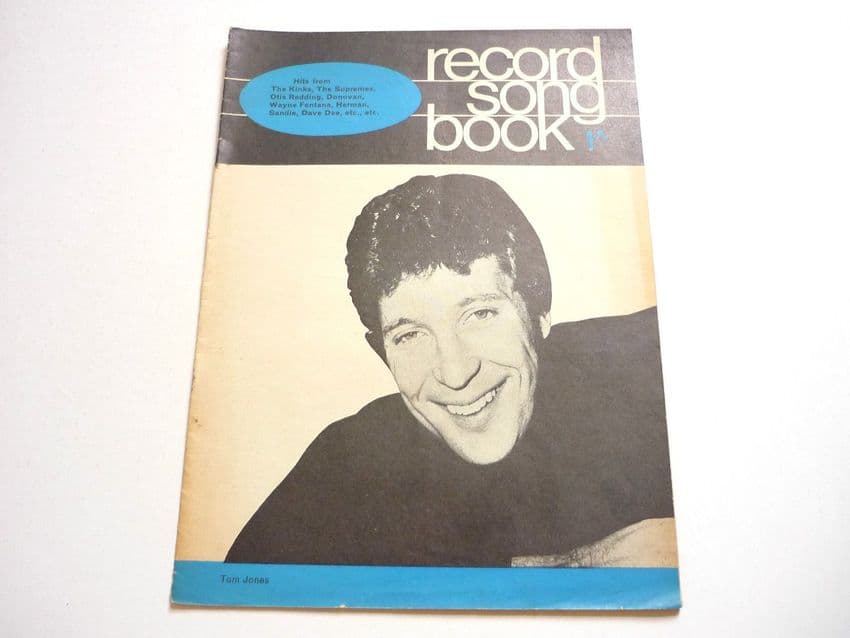 Hits from
The Kinks, The Supremes,
Otis Redding, Donovan,
Wayne Fontana, Herman,
Sandie, Dave Dee, etc., etc.
record
song
book
Tom Jones